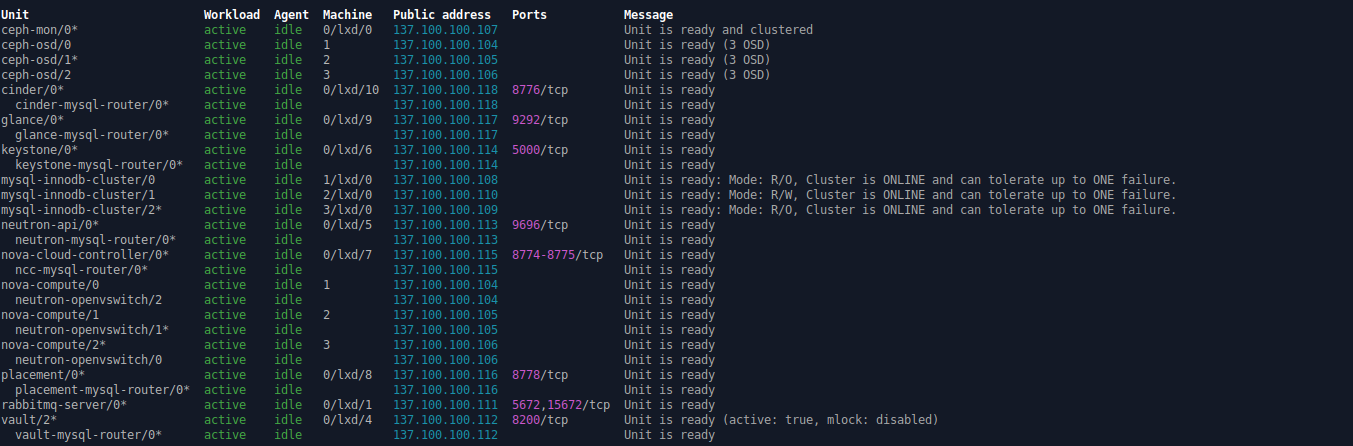 Unit Workload Agent Machine Public address Ports Message
ceph-mon/0* active idle 0/lxd/0 137.100.100.107 Unit is ready and clustered
ceph-osd/0 active idle 1 137.100.100.104 Unit is ready (3 OSD)
ceph-osd/1* active idle 2 137.100.100.105 Unit is ready (3 OSD)
ceph-osd/2 active idle 3 137.100.100.106 Unit is ready (3 OSD)
cinder/0* active idle 0/lxd/10 137.100.100.118 8776/tcp Unit is ready
cinder-mysql-router/0* active idle 137.100.100.118 Unit is ready
glance/0* active idle 0/lxd/9 137.100.100.117 9292/tcp Unit is ready
glance-mysql-router/0* active idle 137.100.100.117 Unit is ready
keystone/0* active idle 0/lxd/6 137.100.100.114 5000/tcp Unit is ready
keystone-mysql-router/0* active idle 137.100.100.114 Unit is ready
mysql-innodb-cluster/0 active idle 1/lxd/0 137.100.100.108 Unit is ready: Mode: R/O, Cluster is ONLINE and can tolerate up to ONE failure.
mysql-innodb-cluster/1 active idle 2/lxd/0 137.100.100.110 Unit is ready: Mode: R/W, Cluster is ONLINE and can tolerate up to ONE failure.
mysql-innodb-cluster/2* active idle 3/lxd/0 137.100.100.109 Unit is ready: Mode: R/O, Cluster is ONLINE and can tolerate up to ONE failure.
neutron-api/0* active idle 0/lxd/5 137.100.100.113 9696/tcp Unit is ready
neutron-mysql-router/0* active idle 137.100.100.113 Unit is ready
nova-cloud-controller/0* active idle 0/lxd/7 137.100.100.115 8774-8775/tcp Unit is ready
ncc-mysql-router/0* active idle 137.100.100.115 Unit is ready
nova-compute/0 active idle 1 137.100.100.104 Unit is ready
neutron-openvswitch/2 active idle 137.100.100.104 Unit is ready
nova-compute/1 active idle 2 137.100.100.105 Unit is ready
neutron-openvswitch/1* active idle 137.100.100.105 Unit is ready
nova-compute/2* active idle 3 137.100.100.106 Unit is ready
neutron-openvswitch/0 active idle 137.100.100.106 Unit is ready
placement/0* active idle 0/lxd/8 137.100.100.116 8778/tcp Unit is ready
placement-mysql-router/0* active idle 137.100.100.116 Unit is ready
rabbitmq-server/0* active idle 0/lxd/1 137.100.100.111 5672,15672/tcp Unit is ready
vault/2* active idle 0/lxd/4 137.100.100.112 8200/tcp Unit is ready (active: true, mlock: disabled)
vault-mysql-router/0* active idle 137.100.100.112 Unit is ready